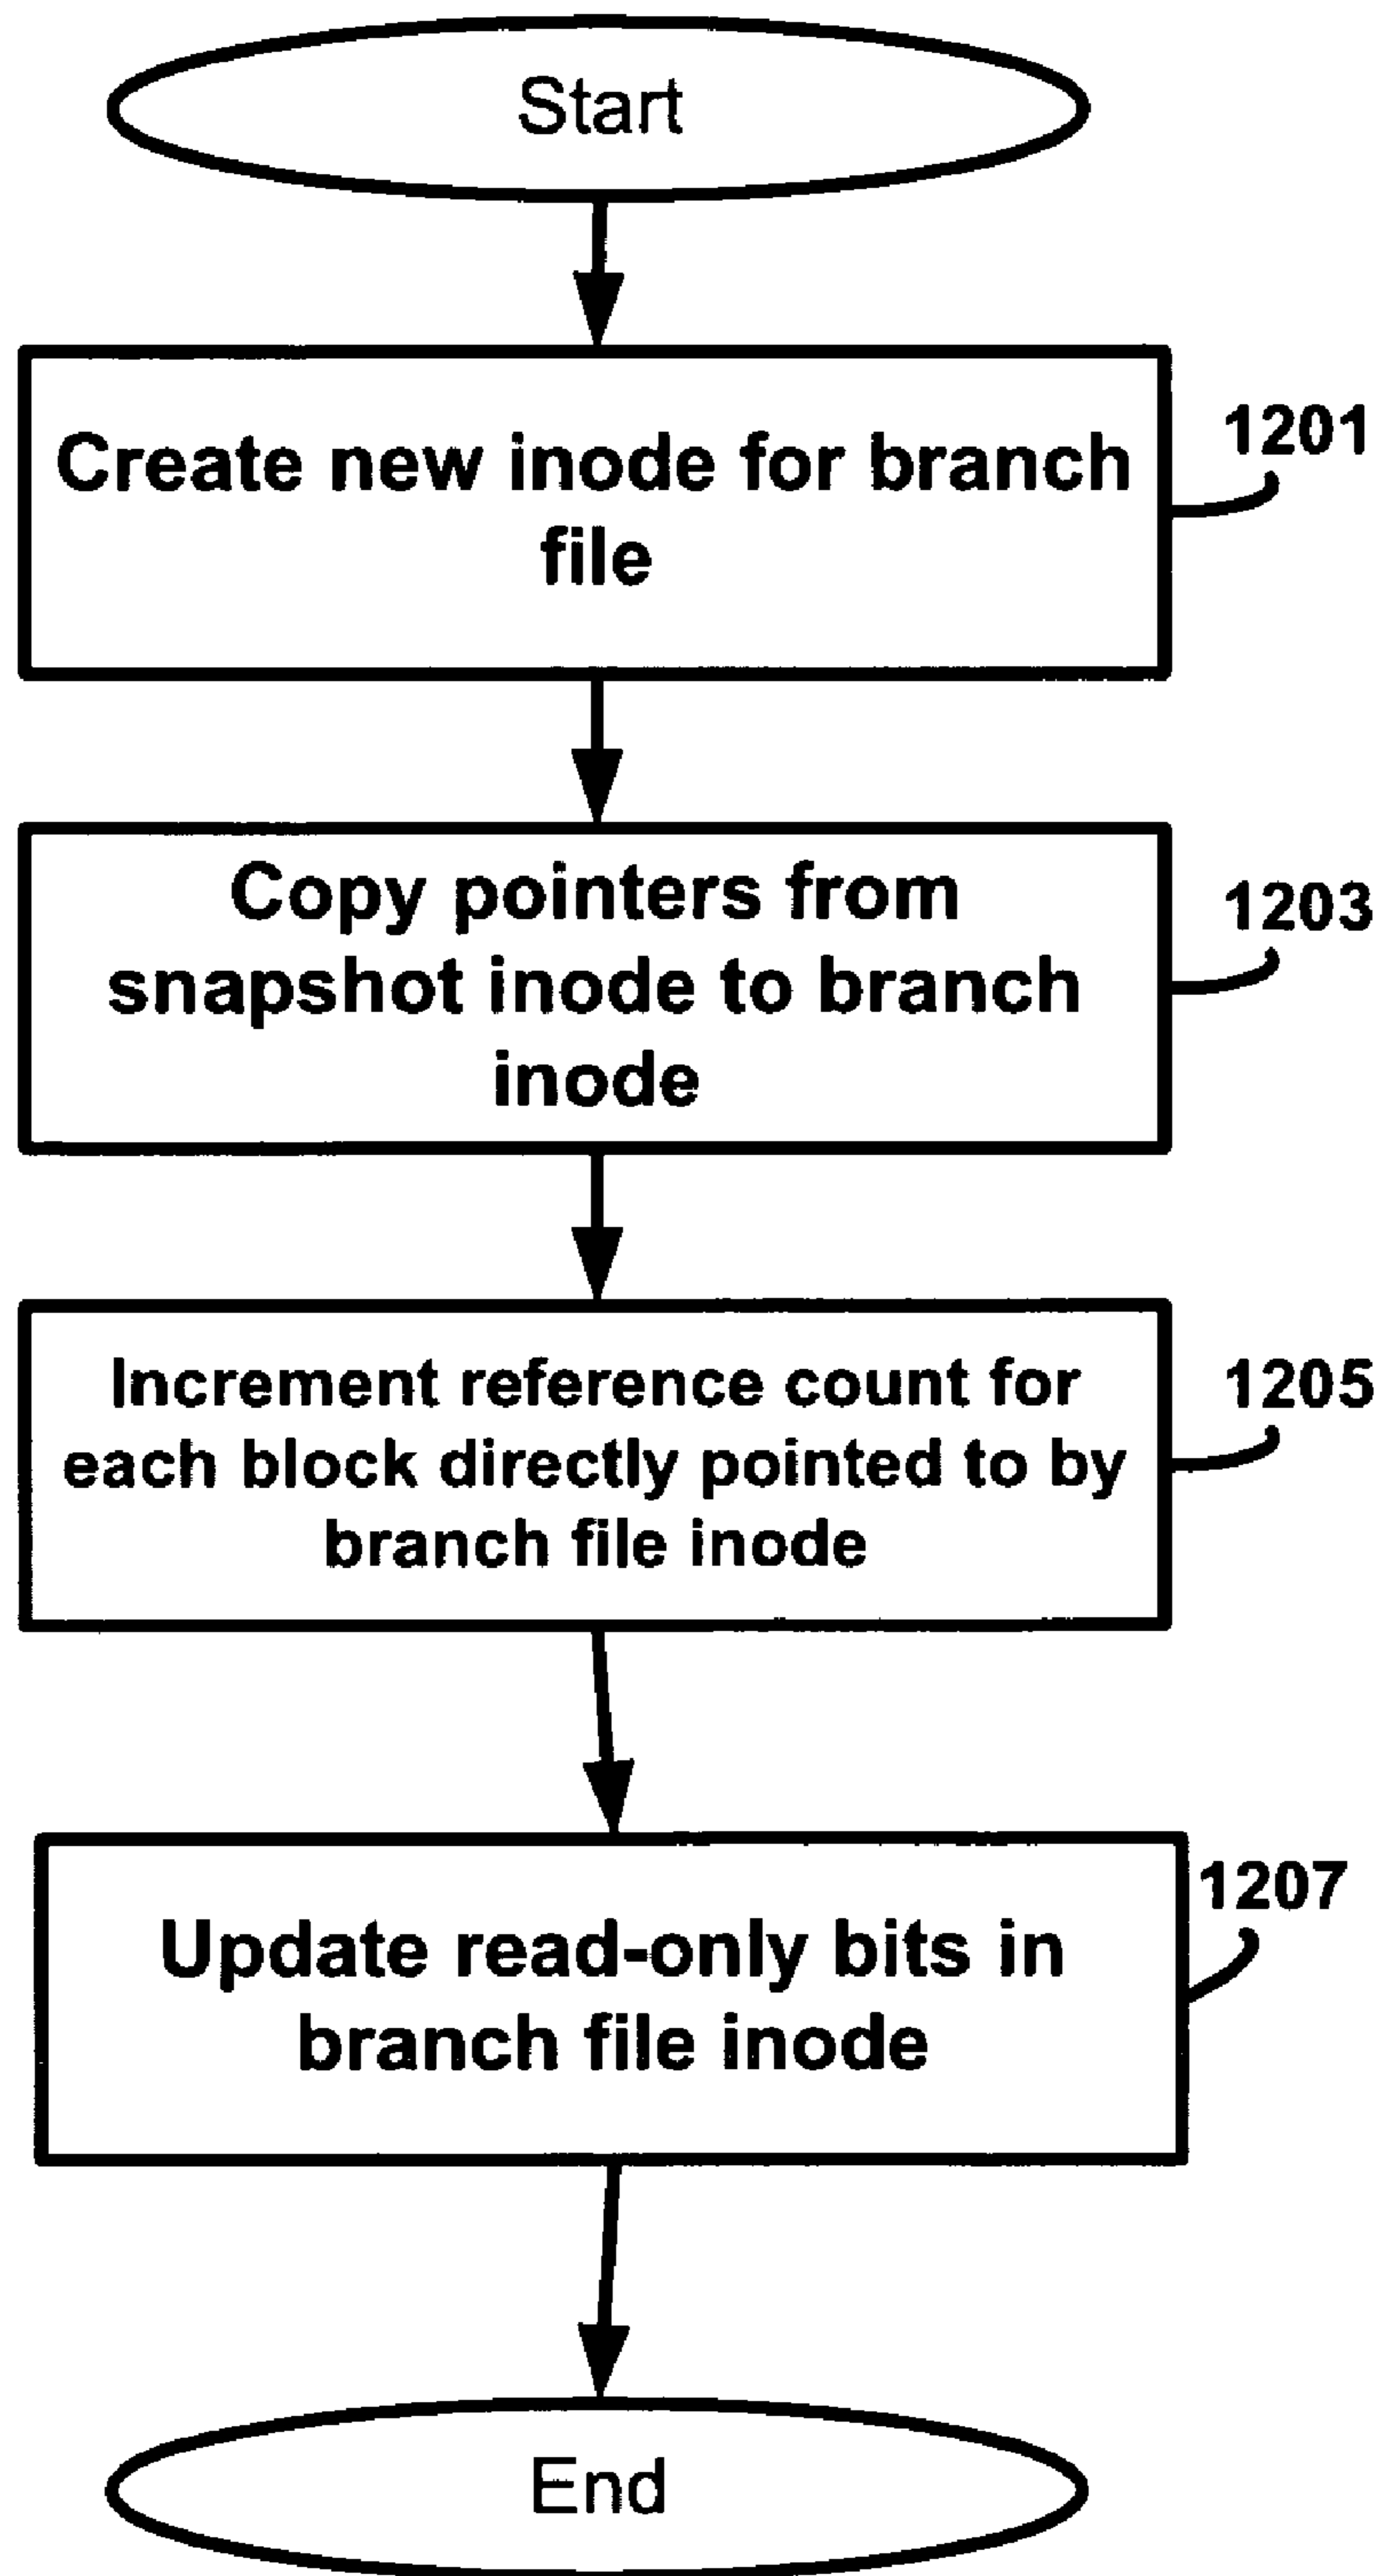 Start
Create new inode for branch
file
1201
Copy pointers from
snapshot inode to branch
inode
1203
Increment reference count for
each block directly pointed to by
branch file inode
1205
Update read-only bits in
branch file inode
1207
End